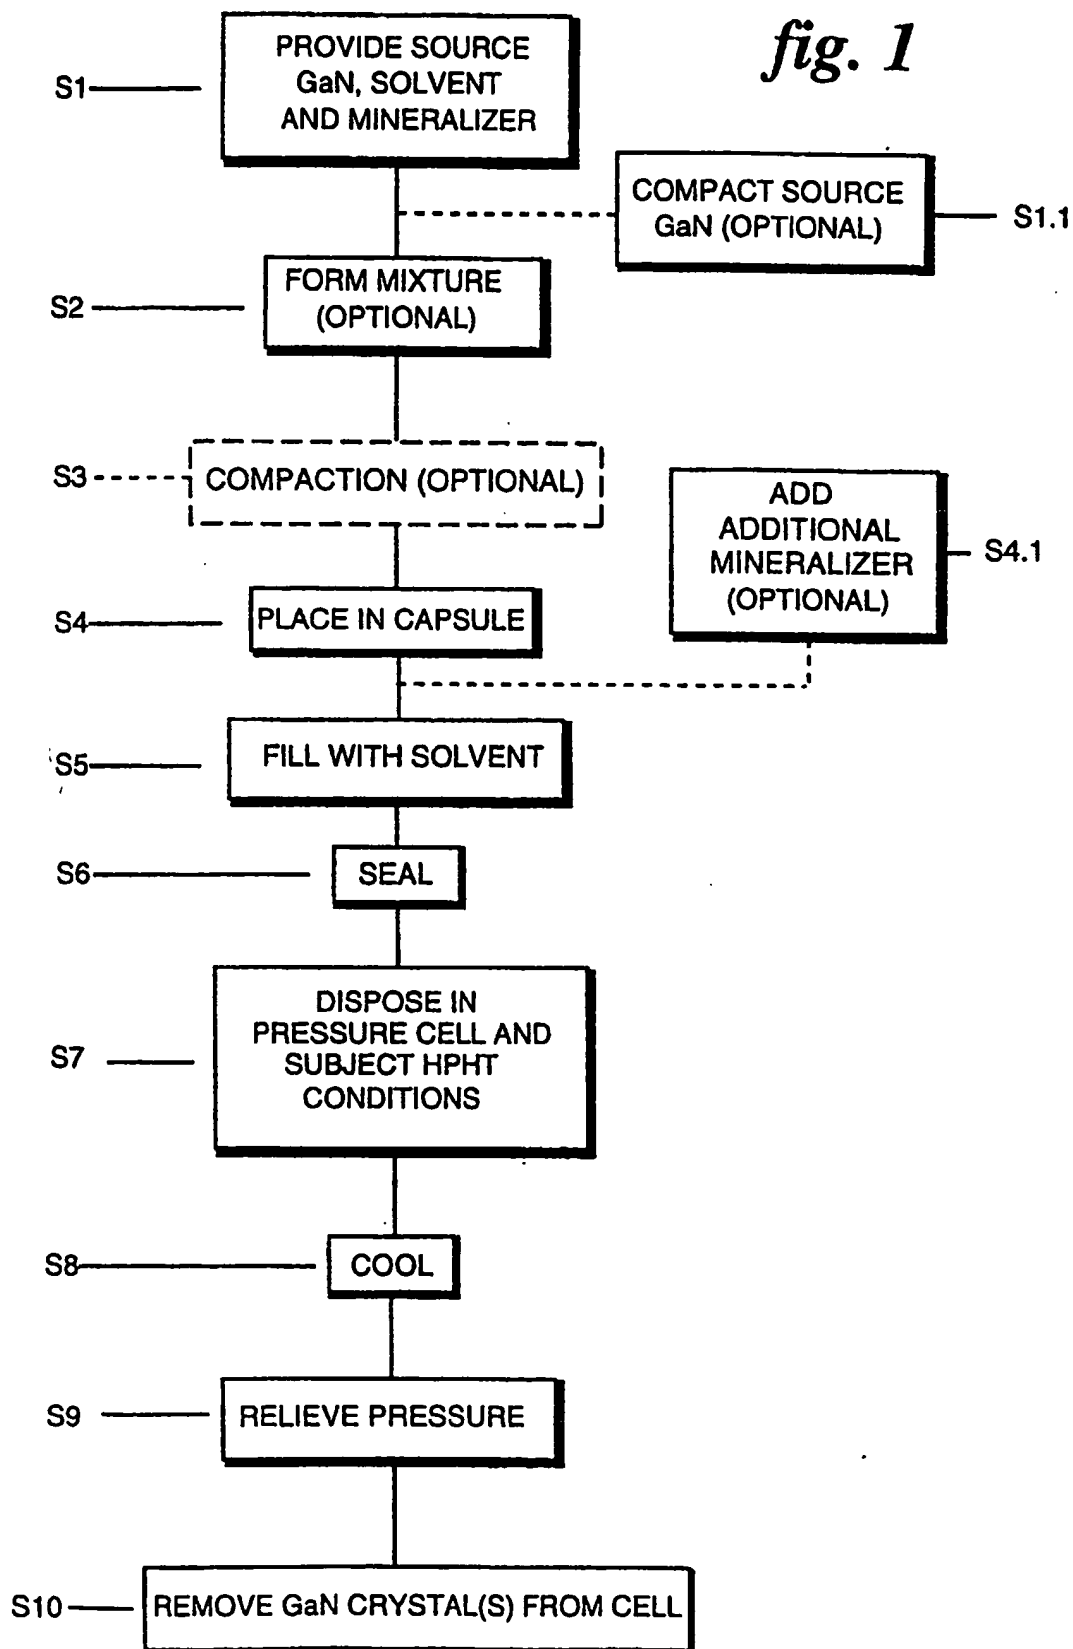 fig. 1
S1
PROVIDE SOURCE
GaN, SOLVENT
AND MINERALIZER
COMPACT SOURCE
GaN (OPTIONAL)
S1.1
S2
FORM MIXTURE
(OPTIONAL)
S3
COMPACTION (OPTIONAL)
ADD
ADDITIONAL
MINERALIZER
(OPTIONAL)
S4.1
S4
PLACE IN CAPSULE
S5
FILL WITH SOLVENT
S6
SEAL
S7
DISPOSE IN
PRESSURE CELL AND
SUBJECT HPHT
CONDITIONS
S8
COOL
S9
RELIEVE PRESSURE
S10
REMOVE GaN CRYSTAL(S) FROM CELL